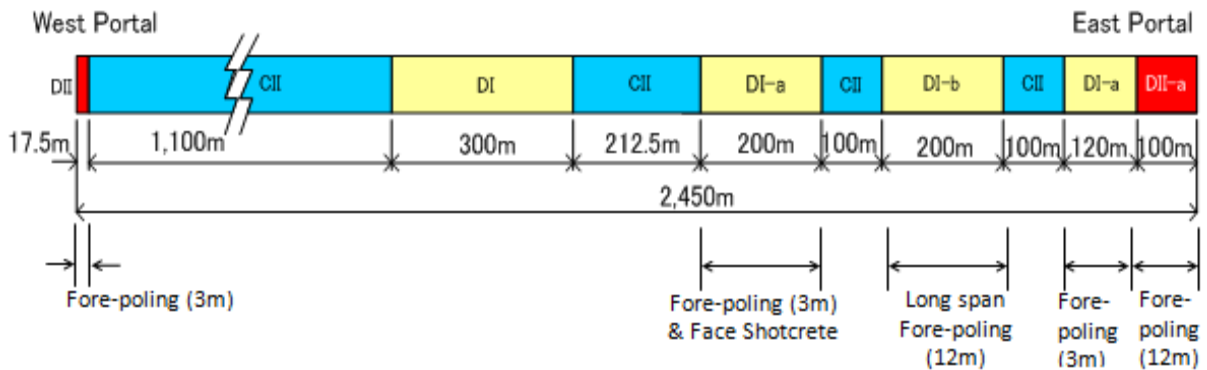 West Portal
East Portal
DII
CII
DI
CII
DI-a
CII
DI-b
CII
DI-a
DII-a
17.5m
1,100m
300m
212.5m
200m
100m
200m
100m
120m
100m
2,450m
Fore-poling (3m)
Fore-poling (3m)
& Face Shotcrete
Long span
Fore-poling
(12m)
Fore-
poling
(3m)
Fore-
poling
(12m)